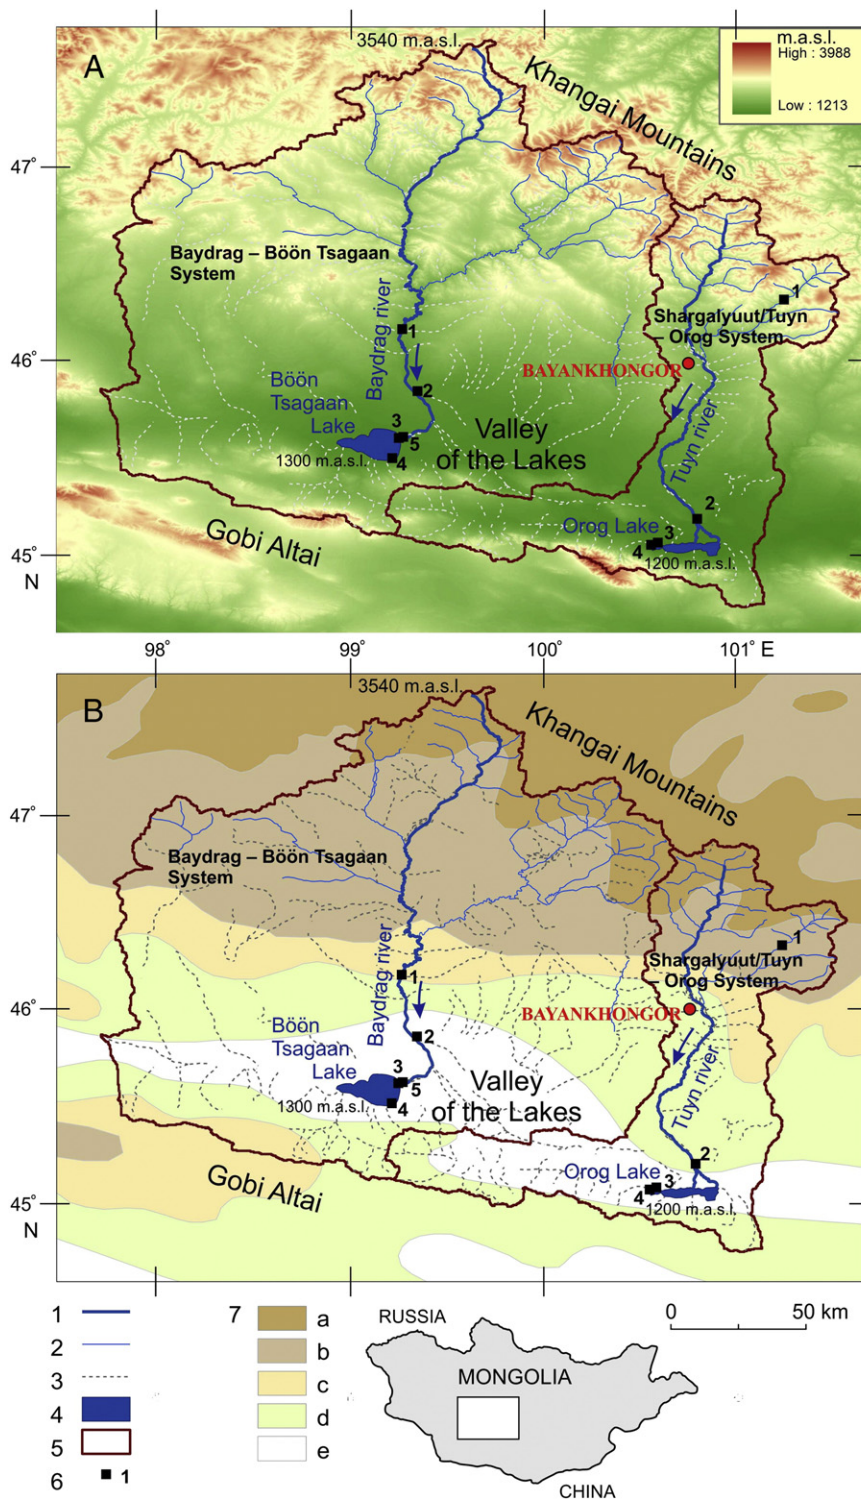 A
3540 m.a.s.l.
m.a.s.l.
High : 3988
Low : 1213
Khangai Mountains
47°
Baydrag – Böön Tsagaan
System
1
Shargalyuut/Tuyn
– Orog System
Baydrag river
1
46°
BAYANKHONGOR
Böön
Tsagaan
Lake
2
3
5
4
1300 m.a.s.l.
Valley
of the Lakes
Tuyn river
2
Orog Lake
3
4
1200 m.a.s.l.
Gobi Altai
45°
N
98°
99°
100°
101° E
B
3540 m.a.s.l.
Khangai Mountains
47°
Baydrag – Böön Tsagaan
System
1
Shargalyuut/Tuyn
Orog System
Baydrag river
1
46°
BAYANKHONGOR
Böön
Tsagaan
Lake
2
3
5
4
1300 m.a.s.l.
Valley
of the Lakes
Tuyn river
2
Orog Lake
3
4
1200 m.a.s.l.
Gobi Altai
45°
N
1
2
3
4
5
6 1
7 a
b
c
d
e
RUSSIA
MONGOLIA
CHINA
0 50 km